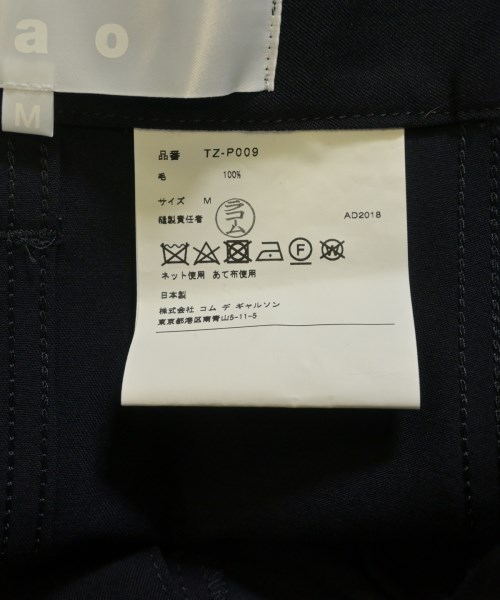 ao
M
品番 TZ-P009
毛 100%
サイズ M
縫製責任者 ラコム AD2018
F W
ネット使用 あて布使用
日本製
株式会社 コム デ ギャルソン
東京都港区南青山5-11-5